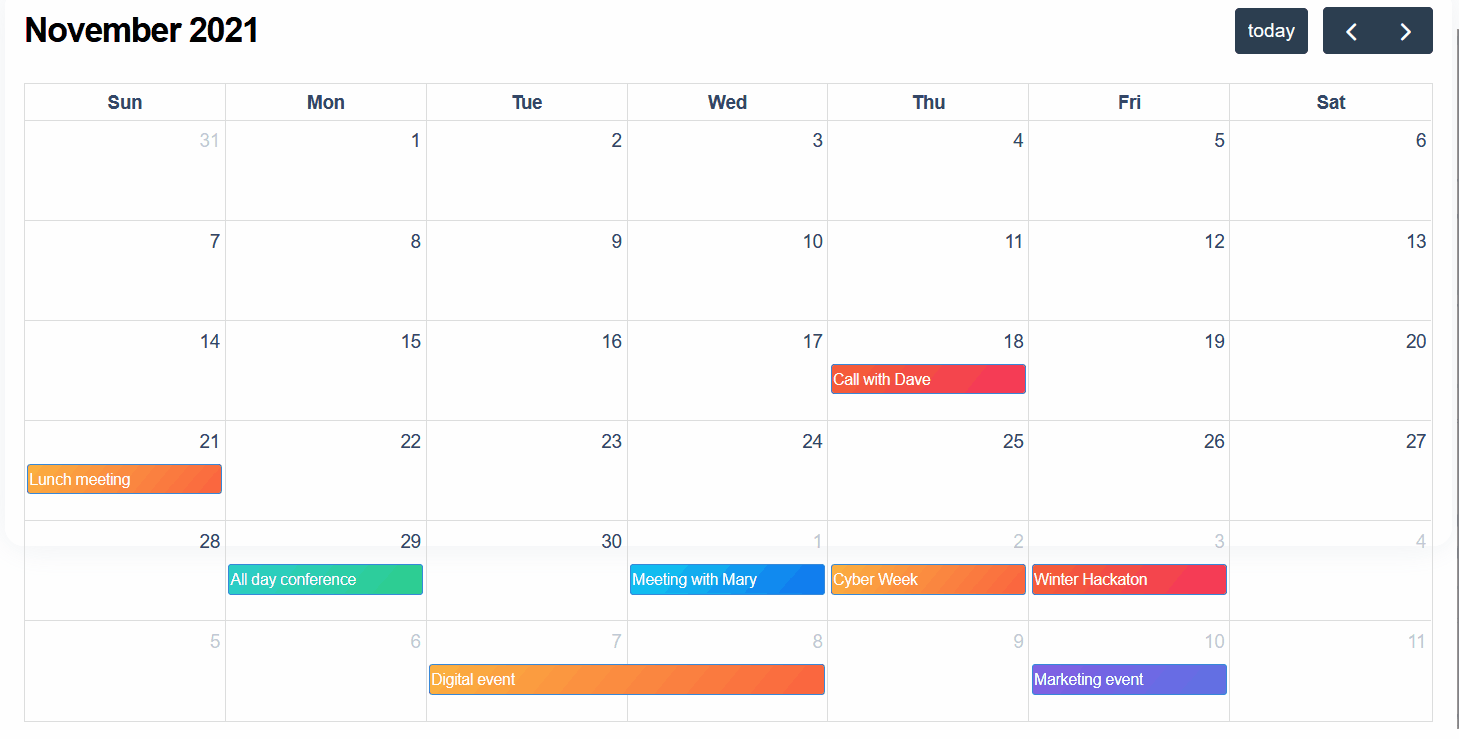 November 2021
today
Sun Mon Tue Wed Thu Fri Sat
31 1 2 3 4 5 6
7 8 9 10 11 12 13
14 15 16 17 18 19 20
Call with Dave
21 22 23 24 25 26 27
Lunch meeting
28 29 30 1 2 3 4
All day conference Meeting with Mary Cyber Week Winter Hackaton
5 6 7 8 9 10 11
Digital event Marketing event